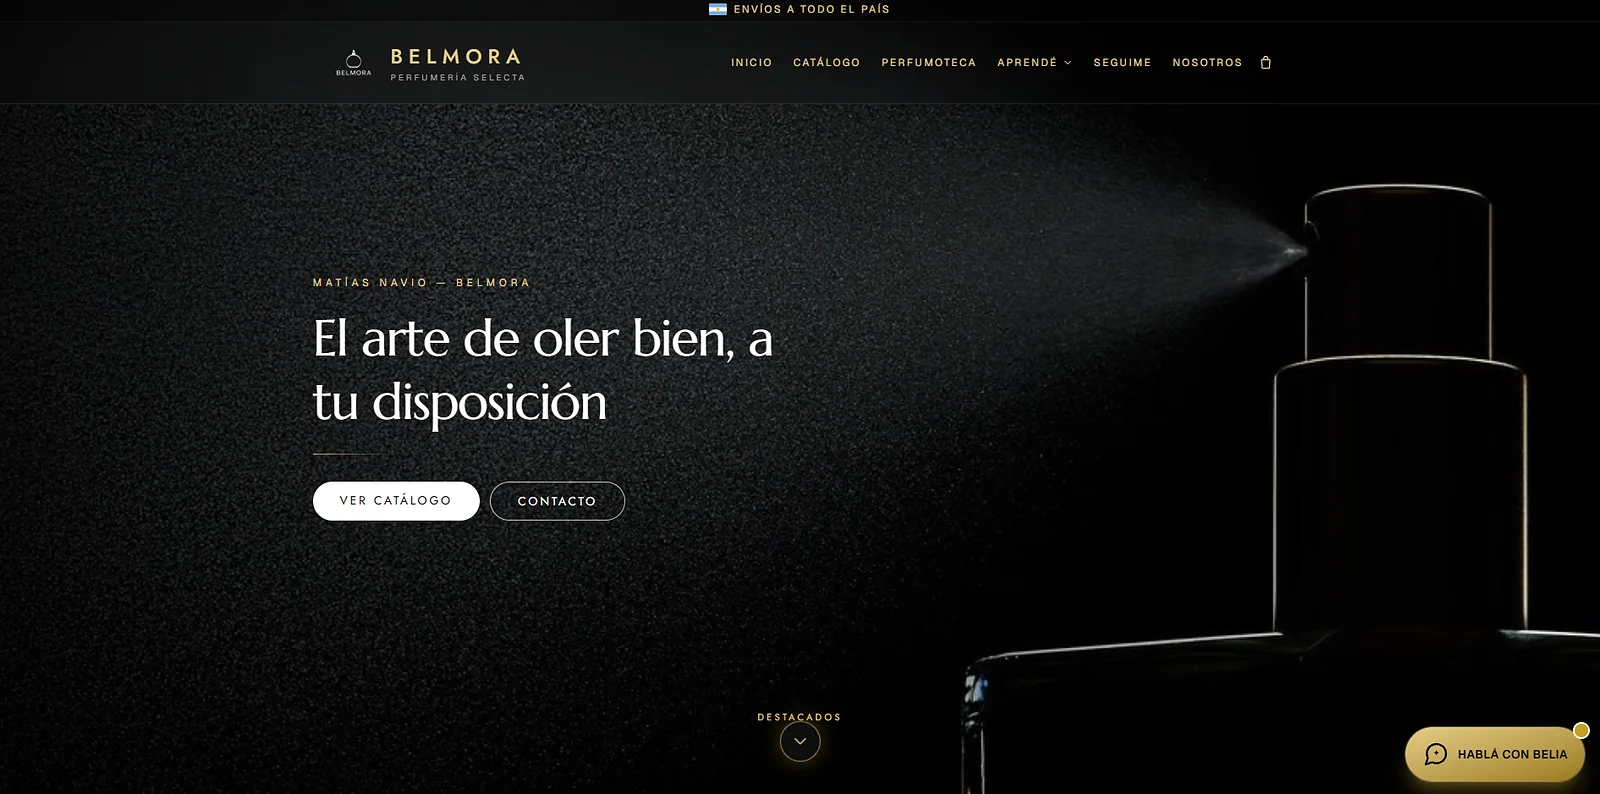 ENVÍOS A TODO EL PAÍS
BELMORA
BELMORA
PERFUMERÍA SELECTA
INICIO CATÁLOGO PERFUMOTECA APRENDÉ SEGUIME NOSOTROS
MATÍAS NAVIO — BELMORA
El arte de oler bien, a
tu disposición
VER CATÁLOGO CONTACTO
DESTACADOS
HABLÁ CON BELIA